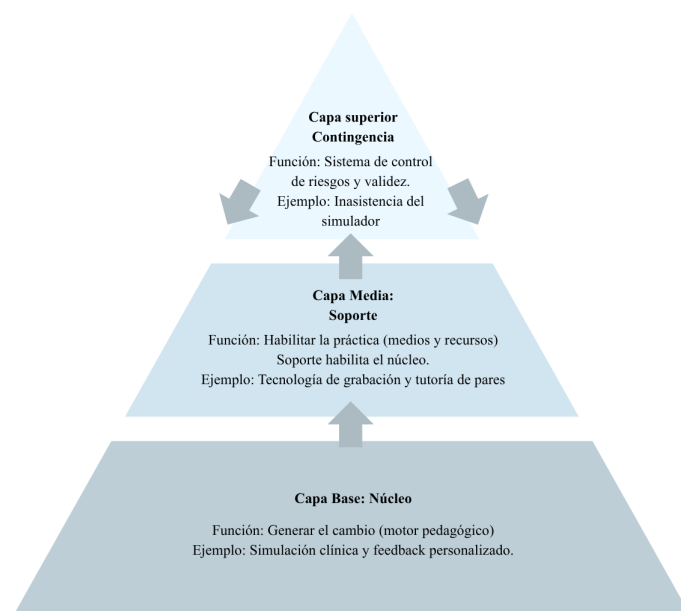 Capa superior
Contingencia
Función: Sistema de control
de riesgos y validez.
Ejemplo: Inasistencia del
simulador
Capa Media:
Soporte
Función: Habilitar la práctica (medios y recursos)
Soporte habilita el núcleo.
Ejemplo: Tecnología de grabación y tutoría de pares
Capa Base: Núcleo
Función: Generar el cambio (motor pedagógico)
Ejemplo: Simulación clínica y feedback personalizado.